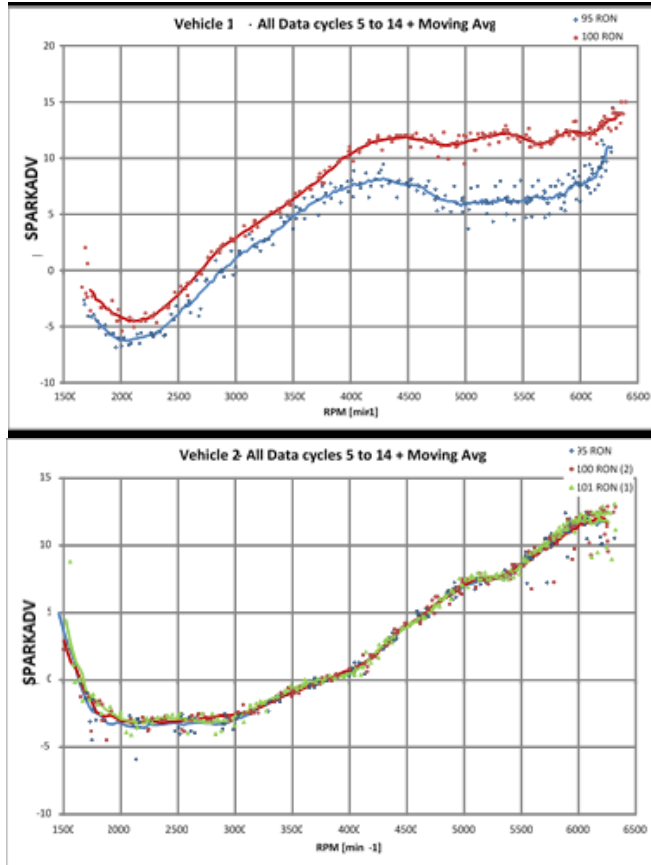 Vehicle 1 - All Data cycles 5 to 14 + Moving Avg
95 RON
100 RON
20
15
10
5
0
-5
-10
SPARKADV
1500 2000 2500 3000 3500 4000 4500 5000 5500 6000 6500
RPM [min1]
Vehicle 2- All Data cycles 5 to 14 + Moving Avg
95 RON
100 RON (2)
101 RON (1)
15
10
5
0
-5
-10
SPARKADV
1500 2000 2500 3000 3500 4000 4500 5000 5500 6000 6500
RPM [min -1]